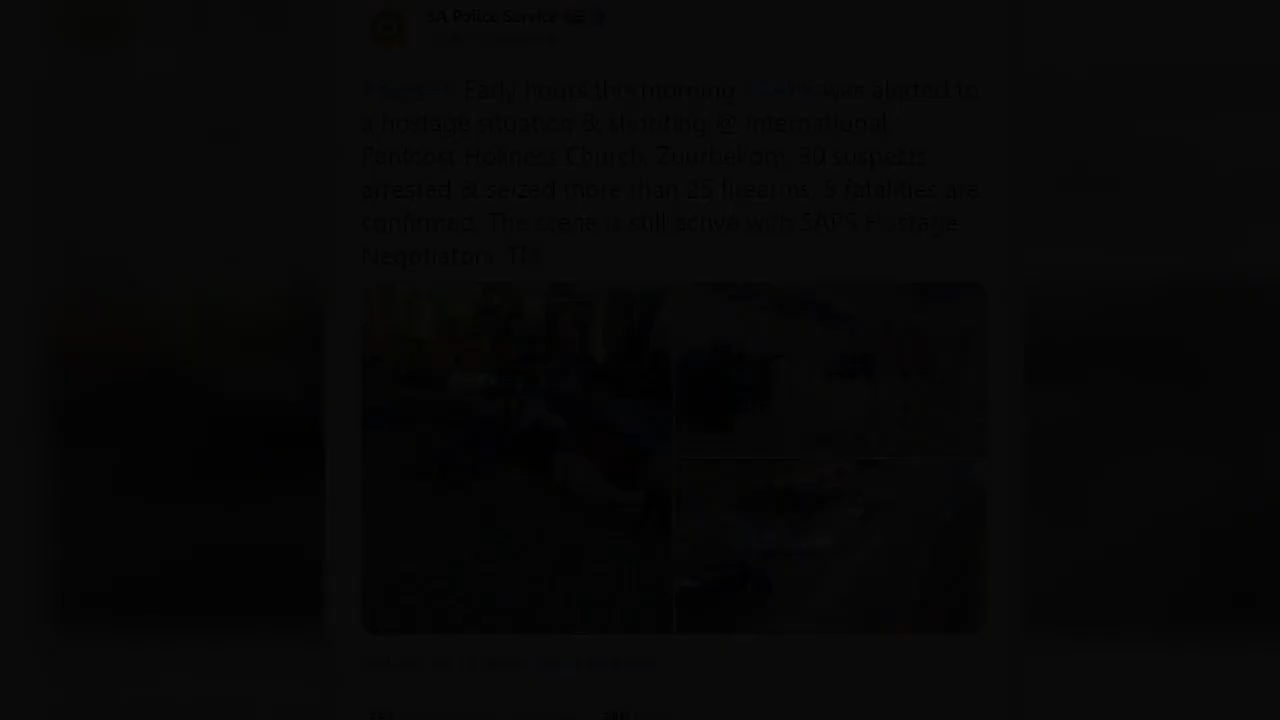 SA Police Service
Early hours this morning was alerted to
a hostage situation & shooting @ International
Pentcost Holiness Church, Zuurbekom. 30 suspects
arrested & seized more than 25 firearms. 5 fatalities are
confirmed. The scene is still active with SAPS Hostage
Negotiators. TM